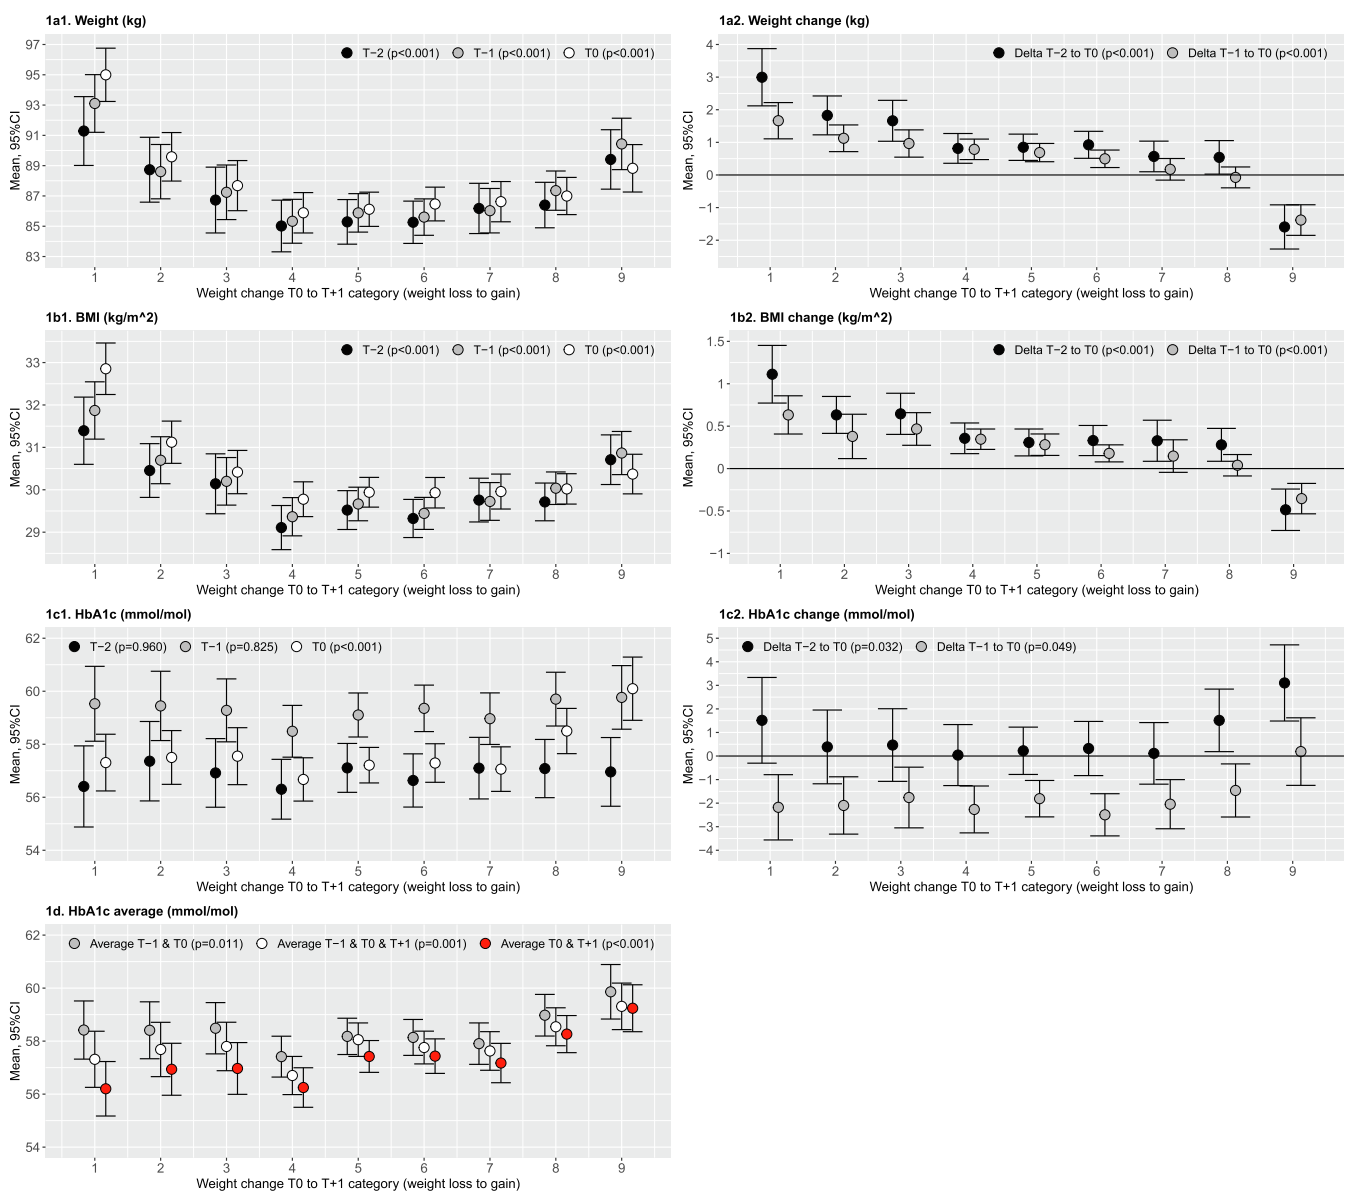 1a1. Weight (kg)
T−2 (p<0.001) T−1 (p<0.001) T0 (p<0.001)
Mean, 95%CI
97
95
93
91
89
87
85
83
1 2 3 4 5 6 7 8 9
Weight change T0 to T+1 category (weight loss to gain)
1a2. Weight change (kg)
Delta T−2 to T0 (p<0.001) Delta T−1 to T0 (p<0.001)
Mean, 95%CI
4
3
2
1
0
−1
−2
1 2 3 4 5 6 7 8 9
Weight change T0 to T+1 category (weight loss to gain)
1b1. BMI (kg/m^2)
T−2 (p<0.001) T−1 (p<0.001) T0 (p<0.001)
Mean, 95%CI
33
32
31
30
29
1 2 3 4 5 6 7 8 9
Weight change T0 to T+1 category (weight loss to gain)
1b2. BMI change (kg/m^2)
Delta T−2 to T0 (p<0.001) Delta T−1 to T0 (p<0.001)
Mean, 95%CI
1.5
1
0.5
0
−0.5
−1
1 2 3 4 5 6 7 8 9
Weight change T0 to T+1 category (weight loss to gain)
1c1. HbA1c (mmol/mol)
T−2 (p=0.960) T−1 (p=0.825) T0 (p<0.001)
Mean, 95%CI
62
60
58
56
54
1 2 3 4 5 6 7 8 9
Weight change T0 to T+1 category (weight loss to gain)
1c2. HbA1c change (mmol/mol)
Delta T−2 to T0 (p=0.032) Delta T−1 to T0 (p=0.049)
Mean, 95%CI
5
4
3
2
1
0
−1
−2
−3
−4
1 2 3 4 5 6 7 8 9
Weight change T0 to T+1 category (weight loss to gain)
1d. HbA1c average (mmol/mol)
Average T−1 & T0 (p=0.011) Average T−1 & T0 & T+1 (p=0.001) Average T0 & T+1 (p<0.001)
Mean, 95%CI
62
60
58
56
54
1 2 3 4 5 6 7 8 9
Weight change T0 to T+1 category (weight loss to gain)